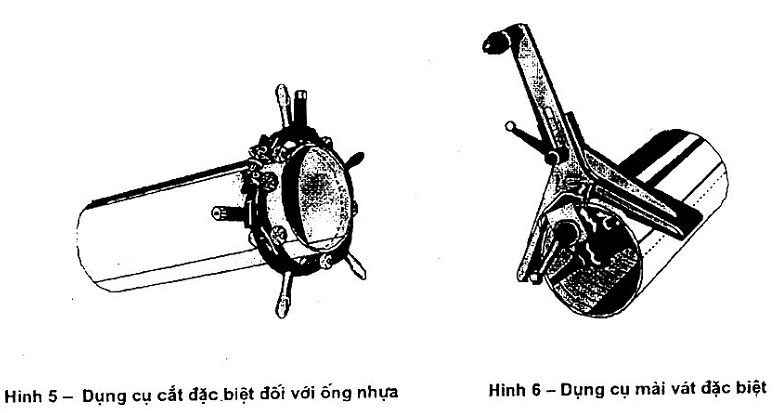 Hình 5 – Dụng cụ cắt đặc biệt đối với ống nhựa
Hình 6 – Dụng cụ mài vát đặc biệt